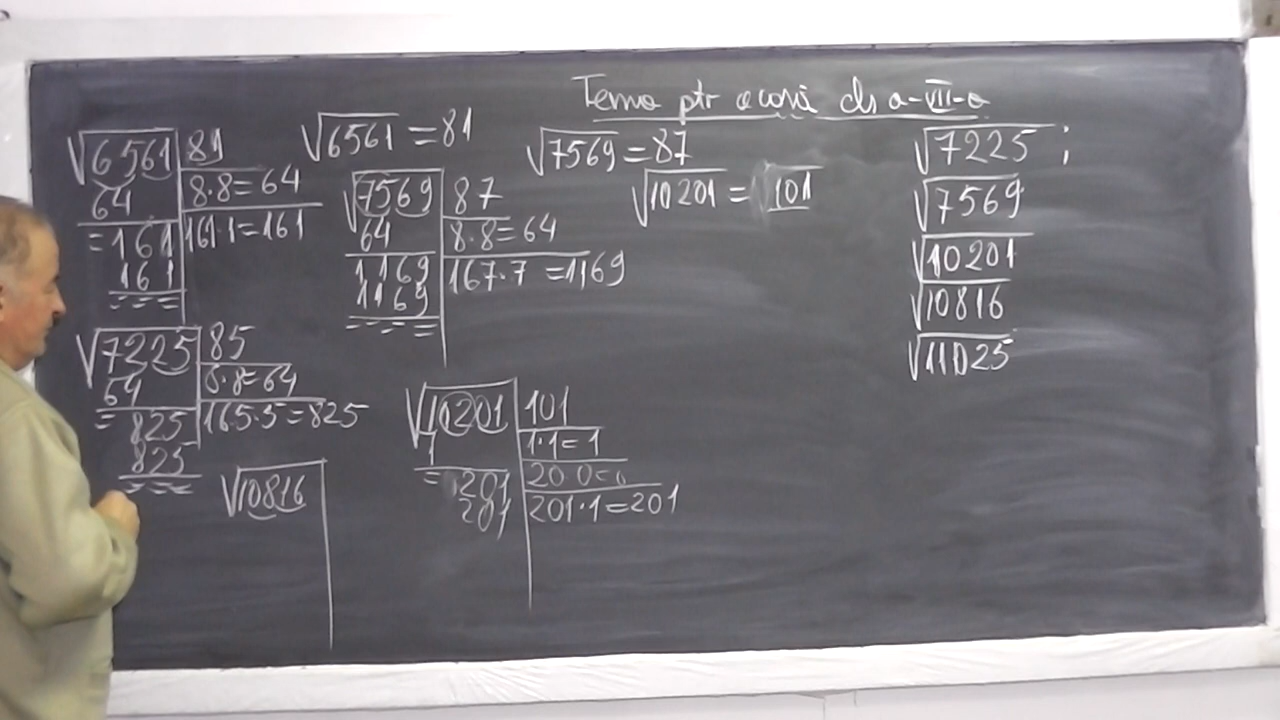 Tema ptr acasă cls a-VII-a
√6561 | 89
64 | 8·8=64
=161 | 161·1=161
161
===
√6561 = 81
√7569 | 87
64 | 8·8=64
1169 | 167·7=1169
1169
====
√7569 = 87
√10201 = 101
√7225 ;
√7569
√10201
√10816
√11025
√7225 | 85
64 | 8·8=64
=825 | 165·5=825
825
===
√10816
√10201 | 101
1 | 1·1=1
=201 | 20·0=0
201 | 201·1=201